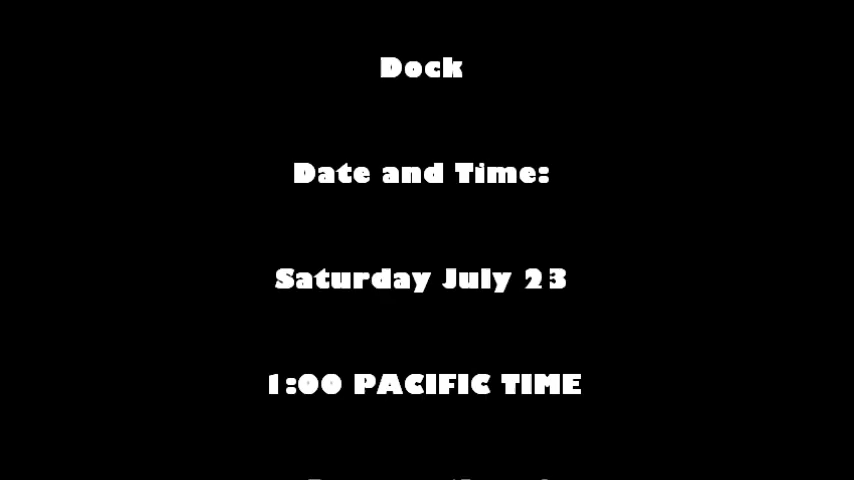 Dock
Date and Time:
Saturday July 23
1:00 PACIFIC TIME